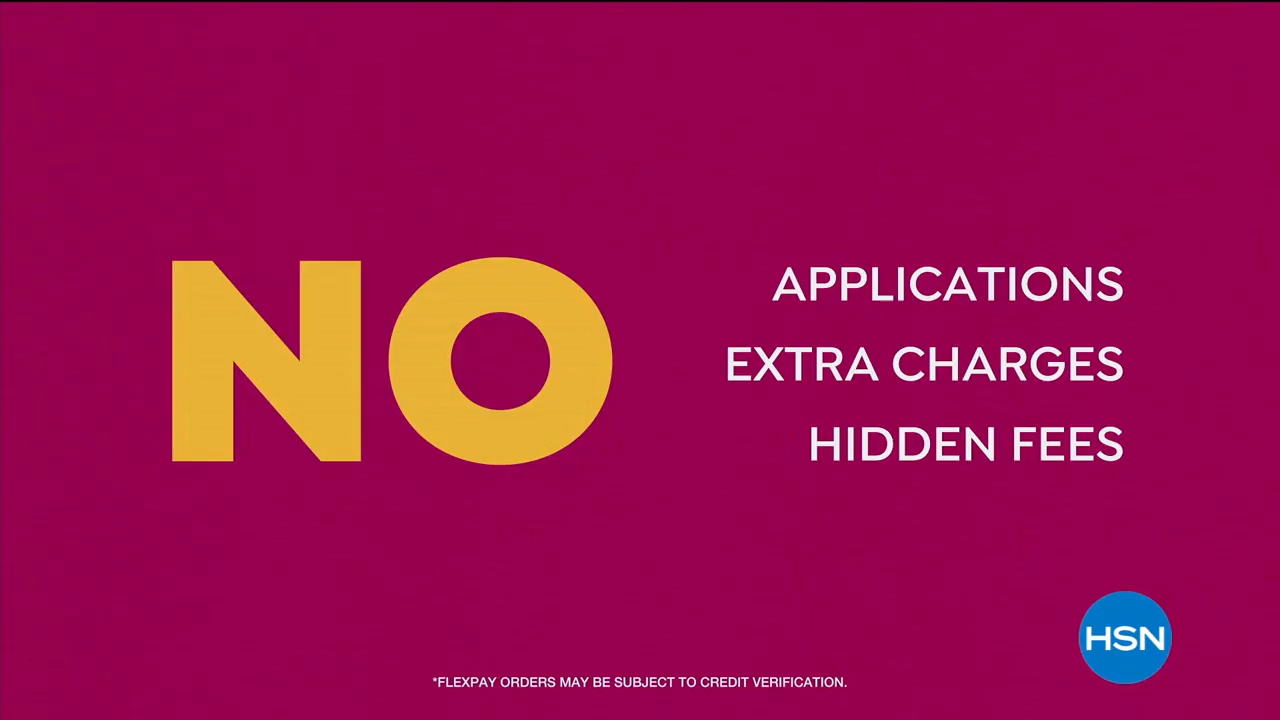 NO
APPLICATIONS
EXTRA CHARGES
HIDDEN FEES
HSN
*FLEXPAY ORDERS MAY BE SUBJECT TO CREDIT VERIFICATION.